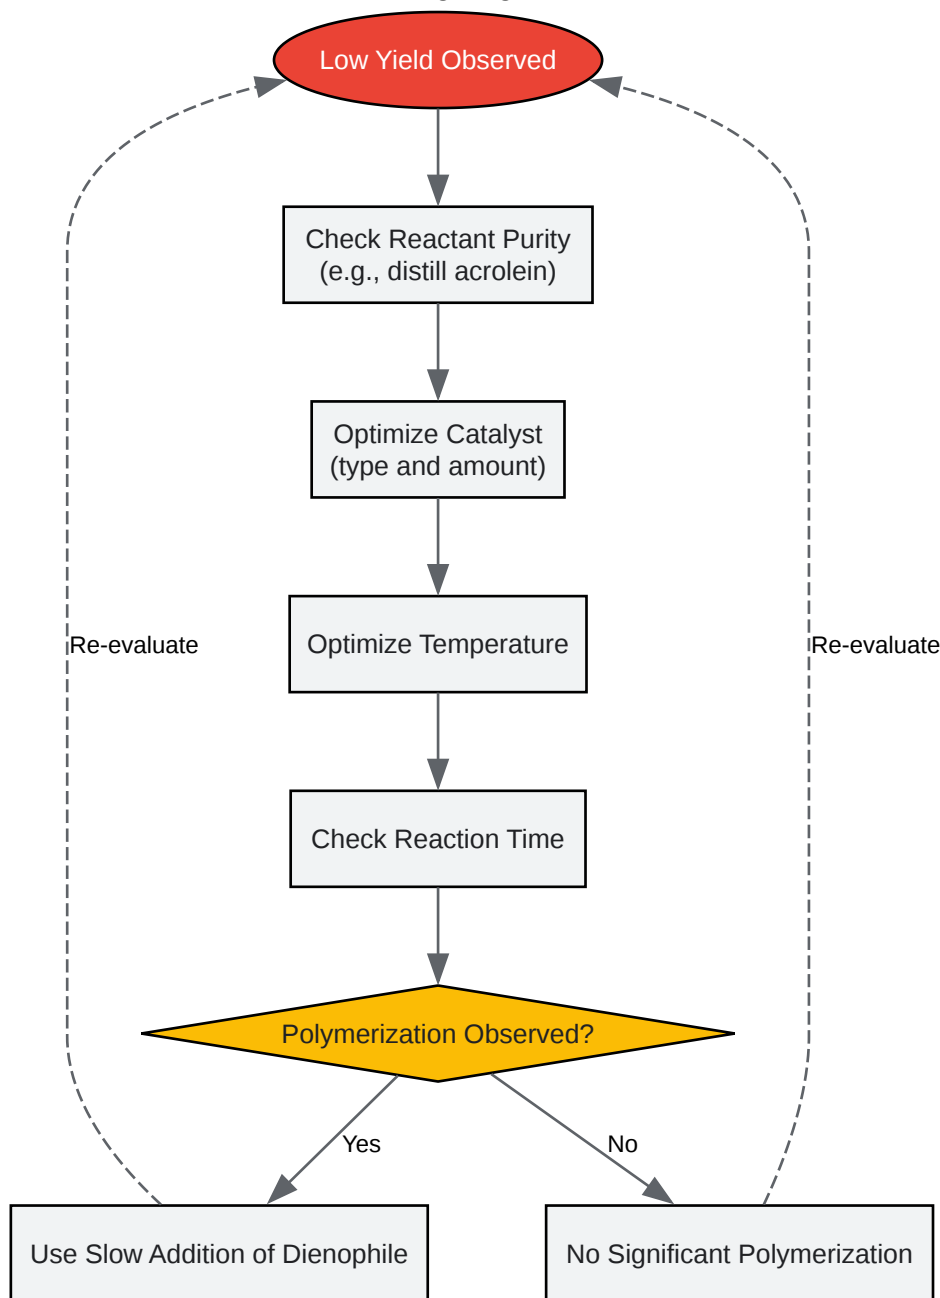 Low Yield Observed
Check Reactant Purity
(e.g., distill acrolein)
Optimize Catalyst
(type and amount)
Optimize Temperature
Re-evaluate
Re-evaluate
Check Reaction Time
Polymerization Observed?
Yes
No
Use Slow Addition of Dienophile
No Significant Polymerization